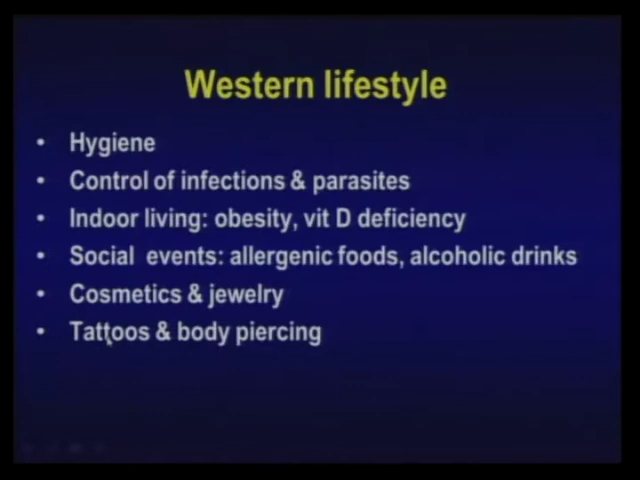 Western lifestyle
• Hygiene
• Control of infections & parasites
• Indoor living: obesity, vit D deficiency
• Social events: allergenic foods, alcoholic drinks
• Cosmetics & jewelry
• Tattoos & body piercing